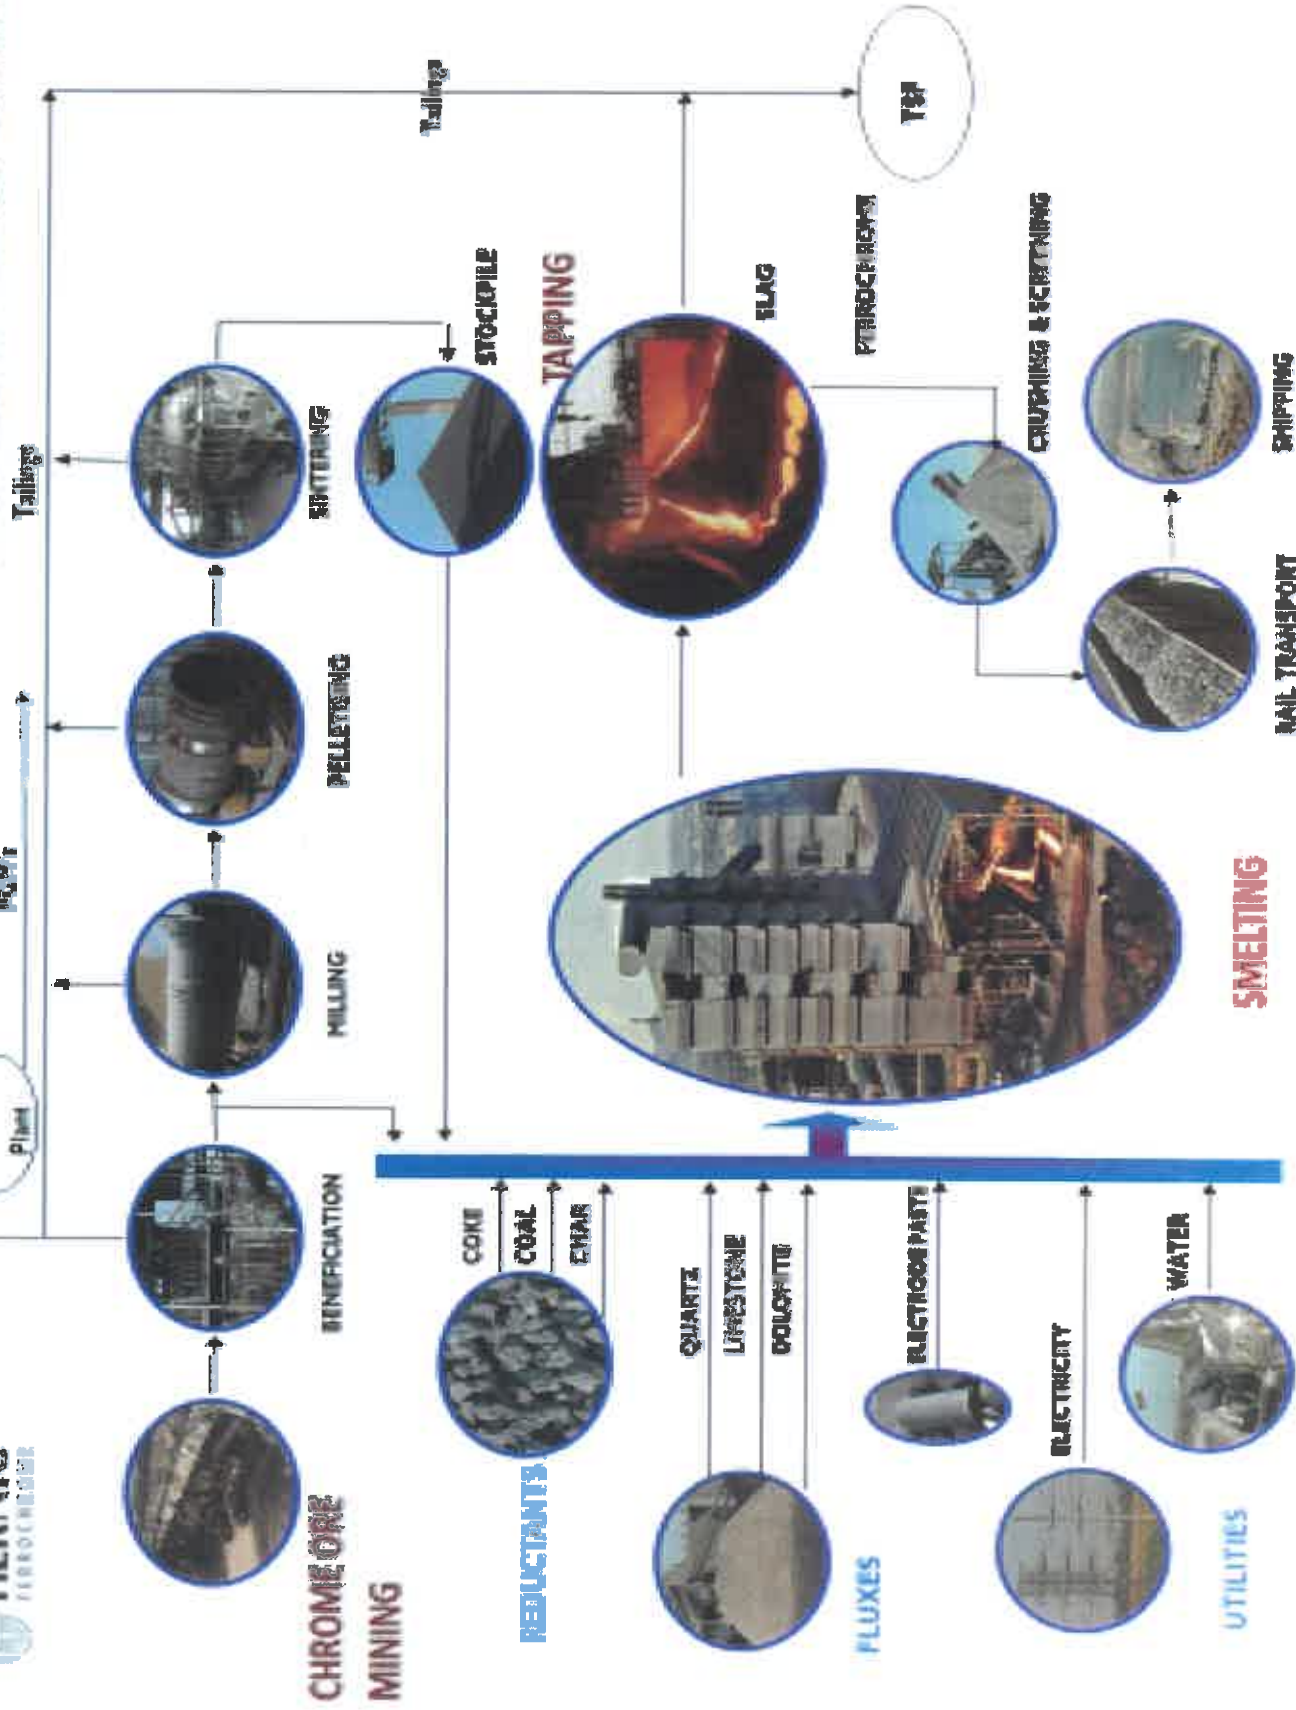 FERROCHROME
Plant
Tailings
CHROME ORE
MINING
BENEFICIATION
MILLING
PELLETISING
SINTERING
Tailings
STOCKPILE
REDUCTANTS
COKE
COAL
CHAR
TAPPING
SLAG
FLUXES
QUARTZ
LIMESTONE
DOLOMITE
FERROCHROME
TSF
ELECTRODE PASTE
CRUSHING & SCREENING
UTILITIES
ELECTRICITY
WATER
SMELTING
RAIL TRANSPORT
SHIPPING